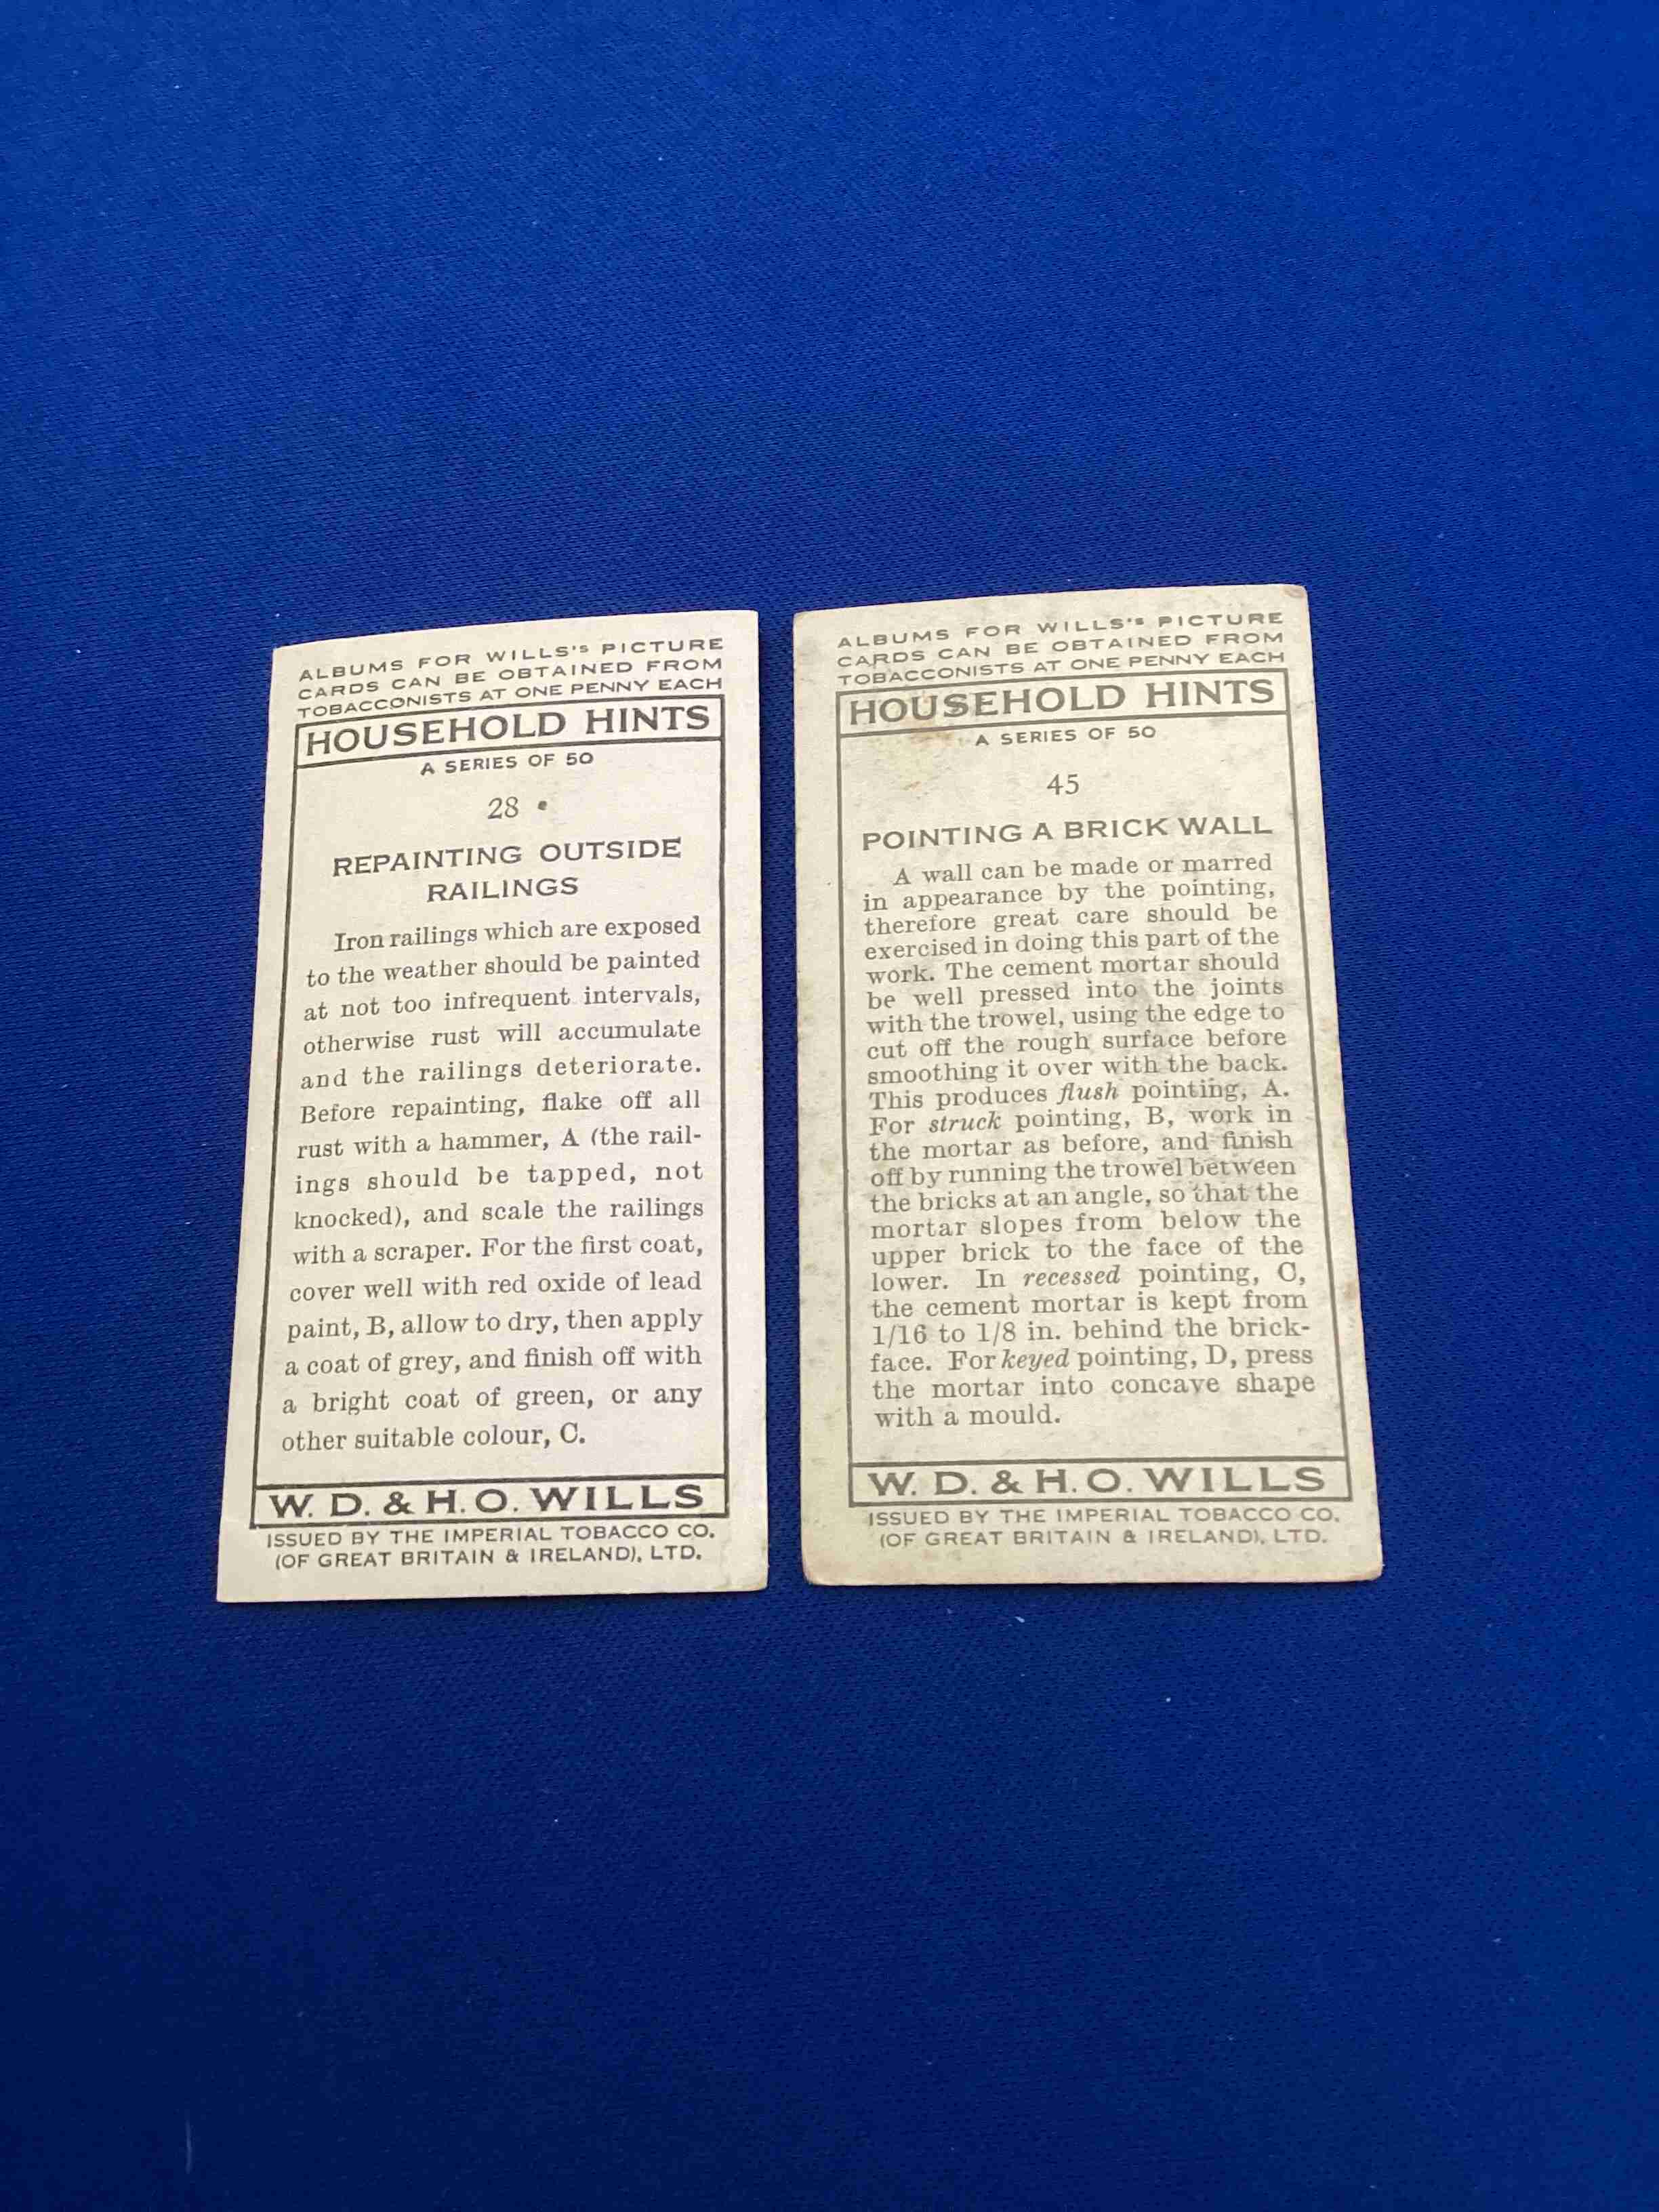 ALBUMS FOR WILLS'S PICTURE
CARDS CAN BE OBTAINED FROM
TOBACCONISTS AT ONE PENNY EACH
HOUSEHOLD HINTS
A SERIES OF 50
28
REPAINTING OUTSIDE
RAILINGS
Iron railings which are exposed
to the weather should be painted
at not too infrequent intervals,
otherwise rust will accumulate
and the railings deteriorate.
Before repainting, flake off all
rust with a hammer, A (the rail-
ings should be tapped, not
knocked), and scale the railings
with a scraper. For the first coat,
cover well with red oxide of lead
paint, B, allow to dry, then apply
a coat of grey, and finish off with
a bright coat of green, or any
other suitable colour, C.
W. D. & H. O. WILLS
ISSUED BY THE IMPERIAL TOBACCO CO.
(OF GREAT BRITAIN & IRELAND), LTD.
ALBUMS FOR WILLS'S PICTURE
CARDS CAN BE OBTAINED FROM
TOBACCONISTS AT ONE PENNY EACH
HOUSEHOLD HINTS
A SERIES OF 50
45
POINTING A BRICK WALL
A wall can be made or marred
in appearance by the pointing,
therefore great care should be
exercised in doing this part of the
work. The cement mortar should
be well pressed into the joints
with the trowel, using the edge to
cut off the rough surface before
smoothing it over with the back.
This produces flush pointing, A.
For struck pointing, B, work in
the mortar as before, and finish
off by running the trowel between
the bricks at an angle, so that the
mortar slopes from below the
upper brick to the face of the
lower. In recessed pointing, C,
the cement mortar is kept from
1/16 to 1/8 in. behind the brick-
face. For keyed pointing, D, press
the mortar into concave shape
with a mould.
W. D. & H. O. WILLS
ISSUED BY THE IMPERIAL TOBACCO CO.
(OF GREAT BRITAIN & IRELAND), LTD.